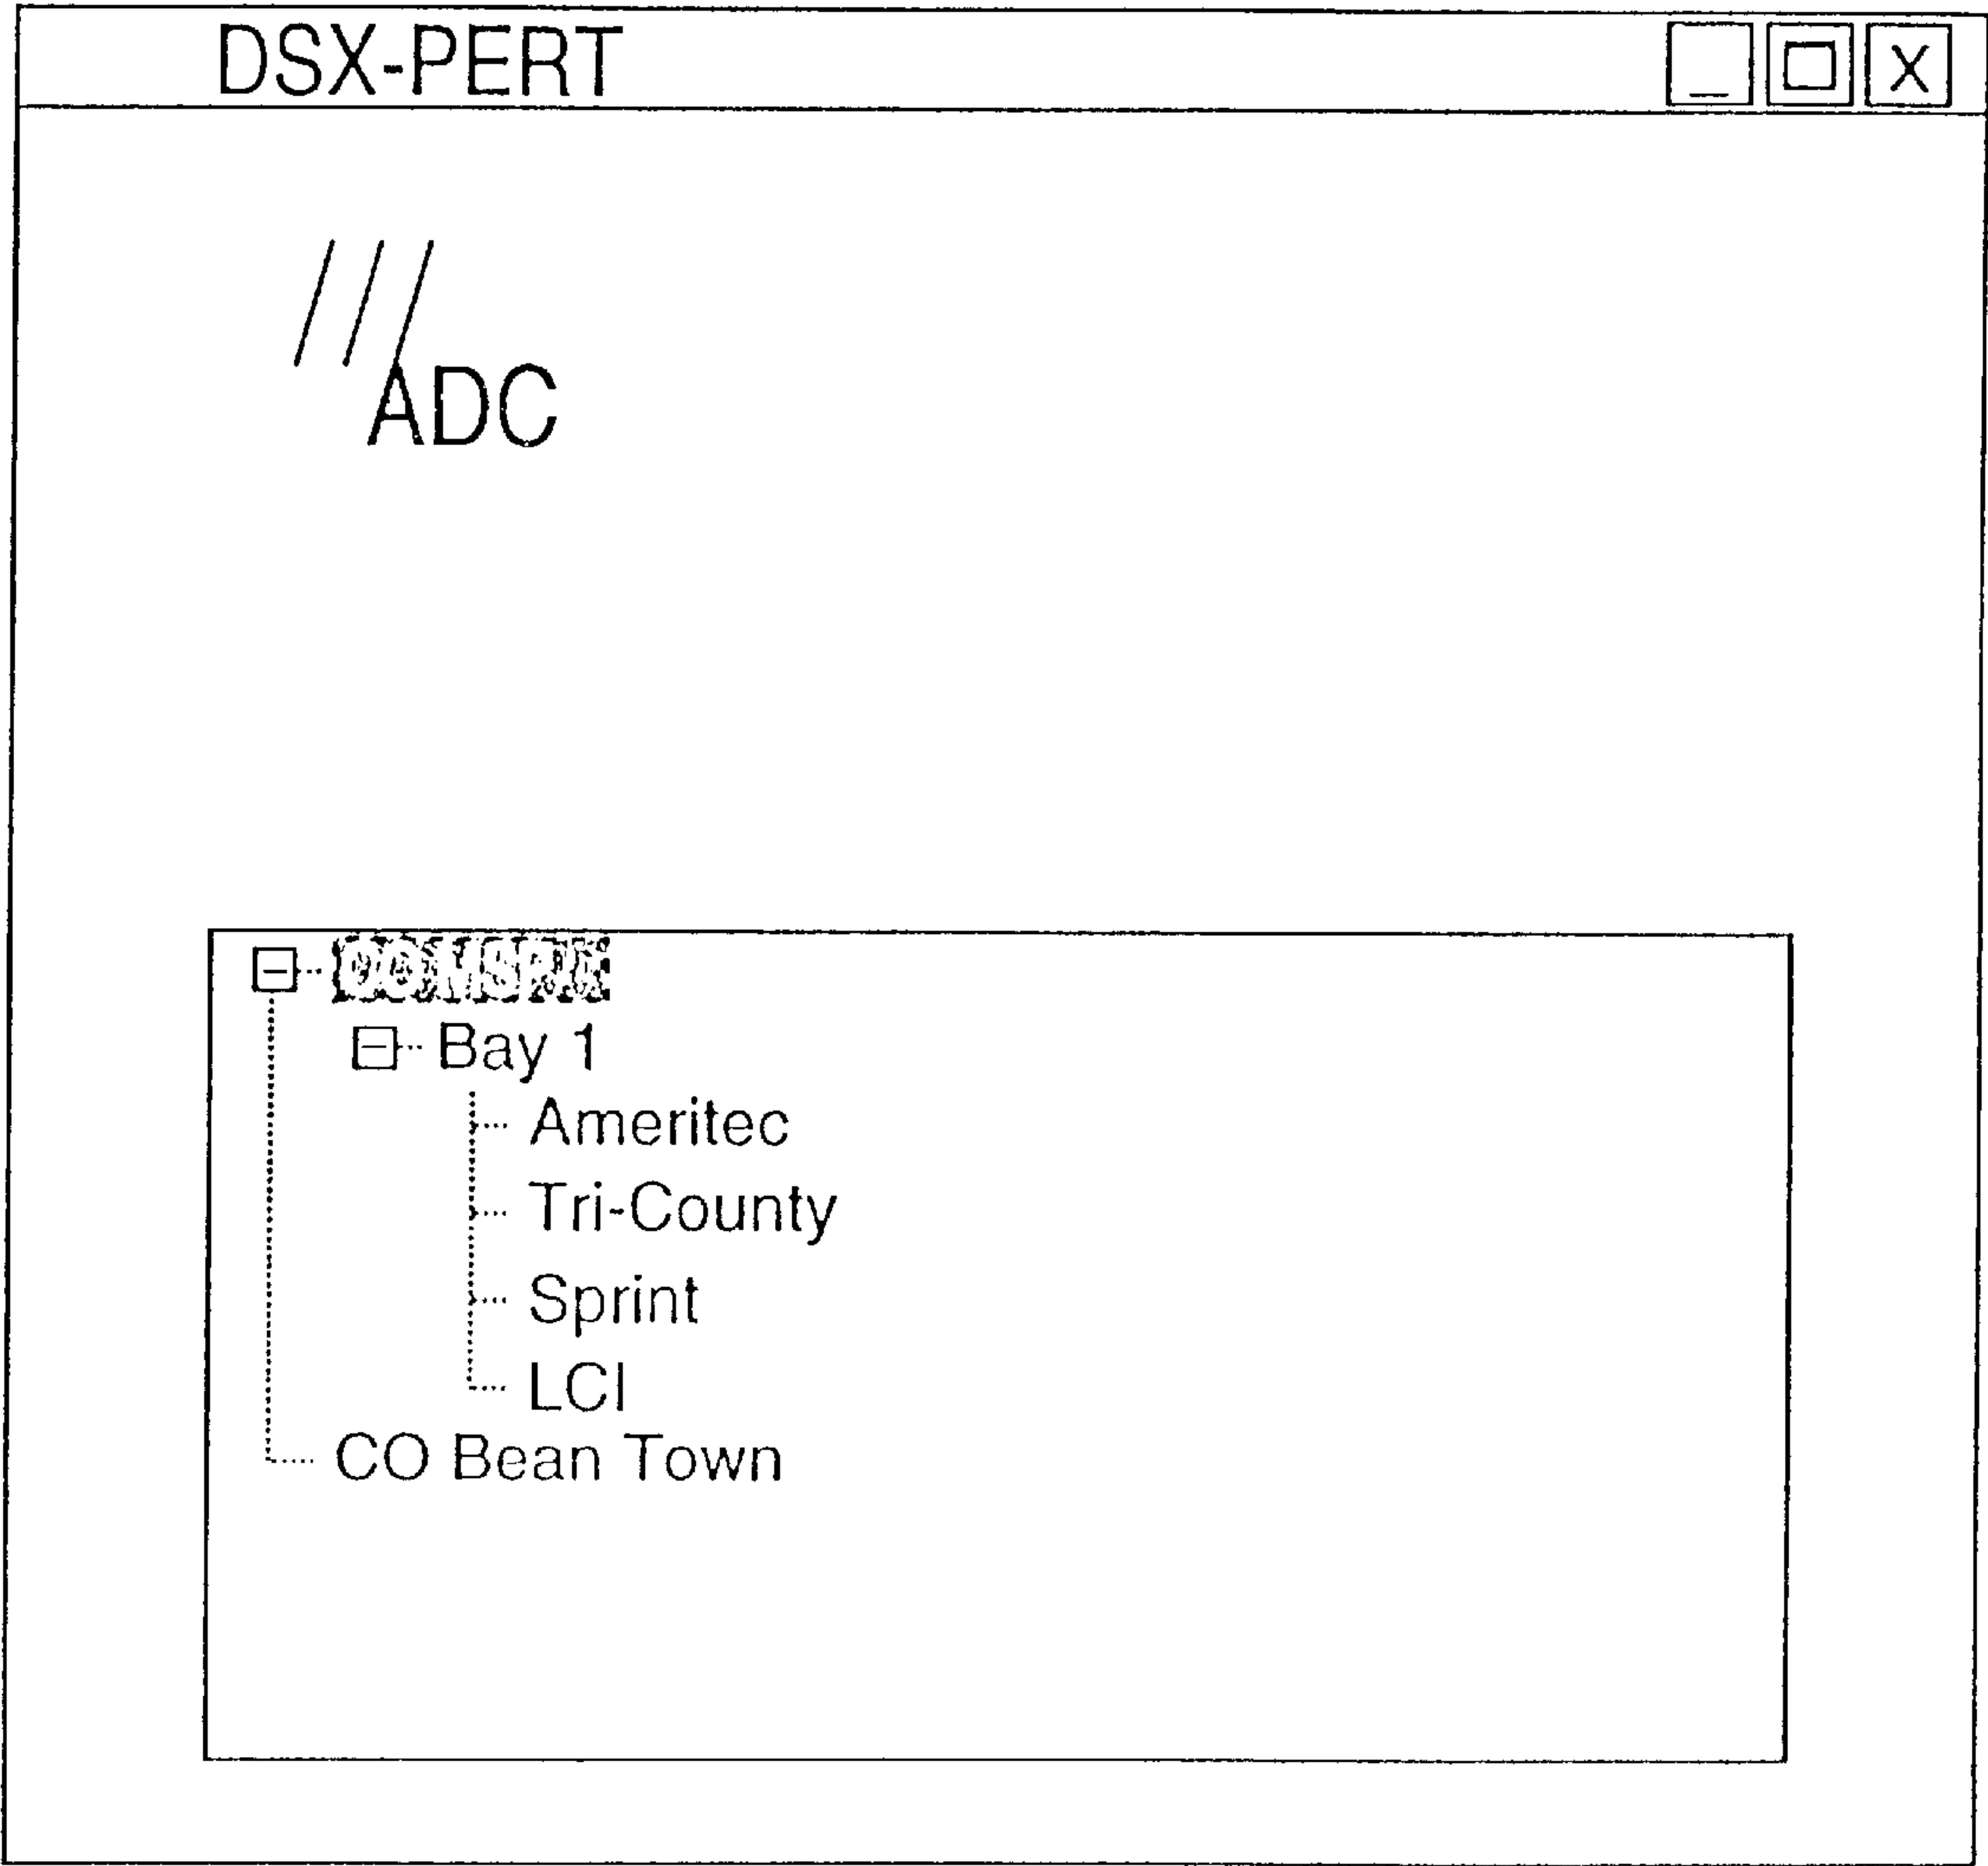 DSX-PERT
ADC
Bay 1
Ameritec
Tri-County
Sprint
LCI
CO Bean Town